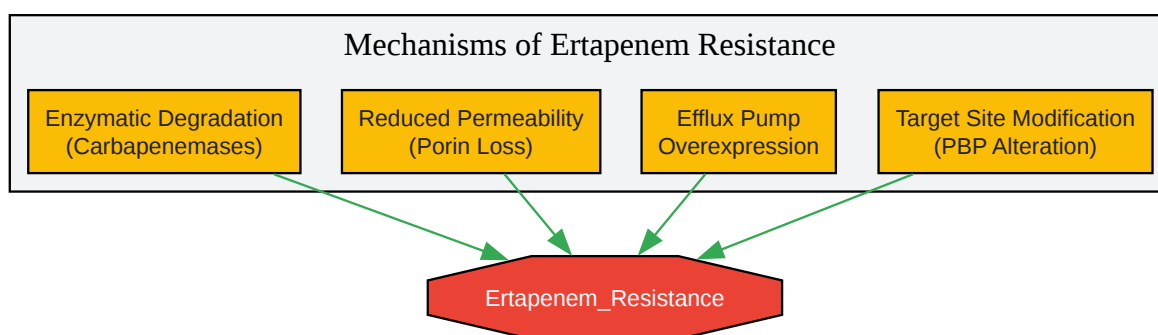 Mechanisms of Ertapenem Resistance
Enzymatic Degradation
(Carbapenemases)
Reduced Permeability
(Porin Loss)
Efflux Pump
Overexpression
Target Site Modification
(PBP Alteration)
Ertapenem_Resistance